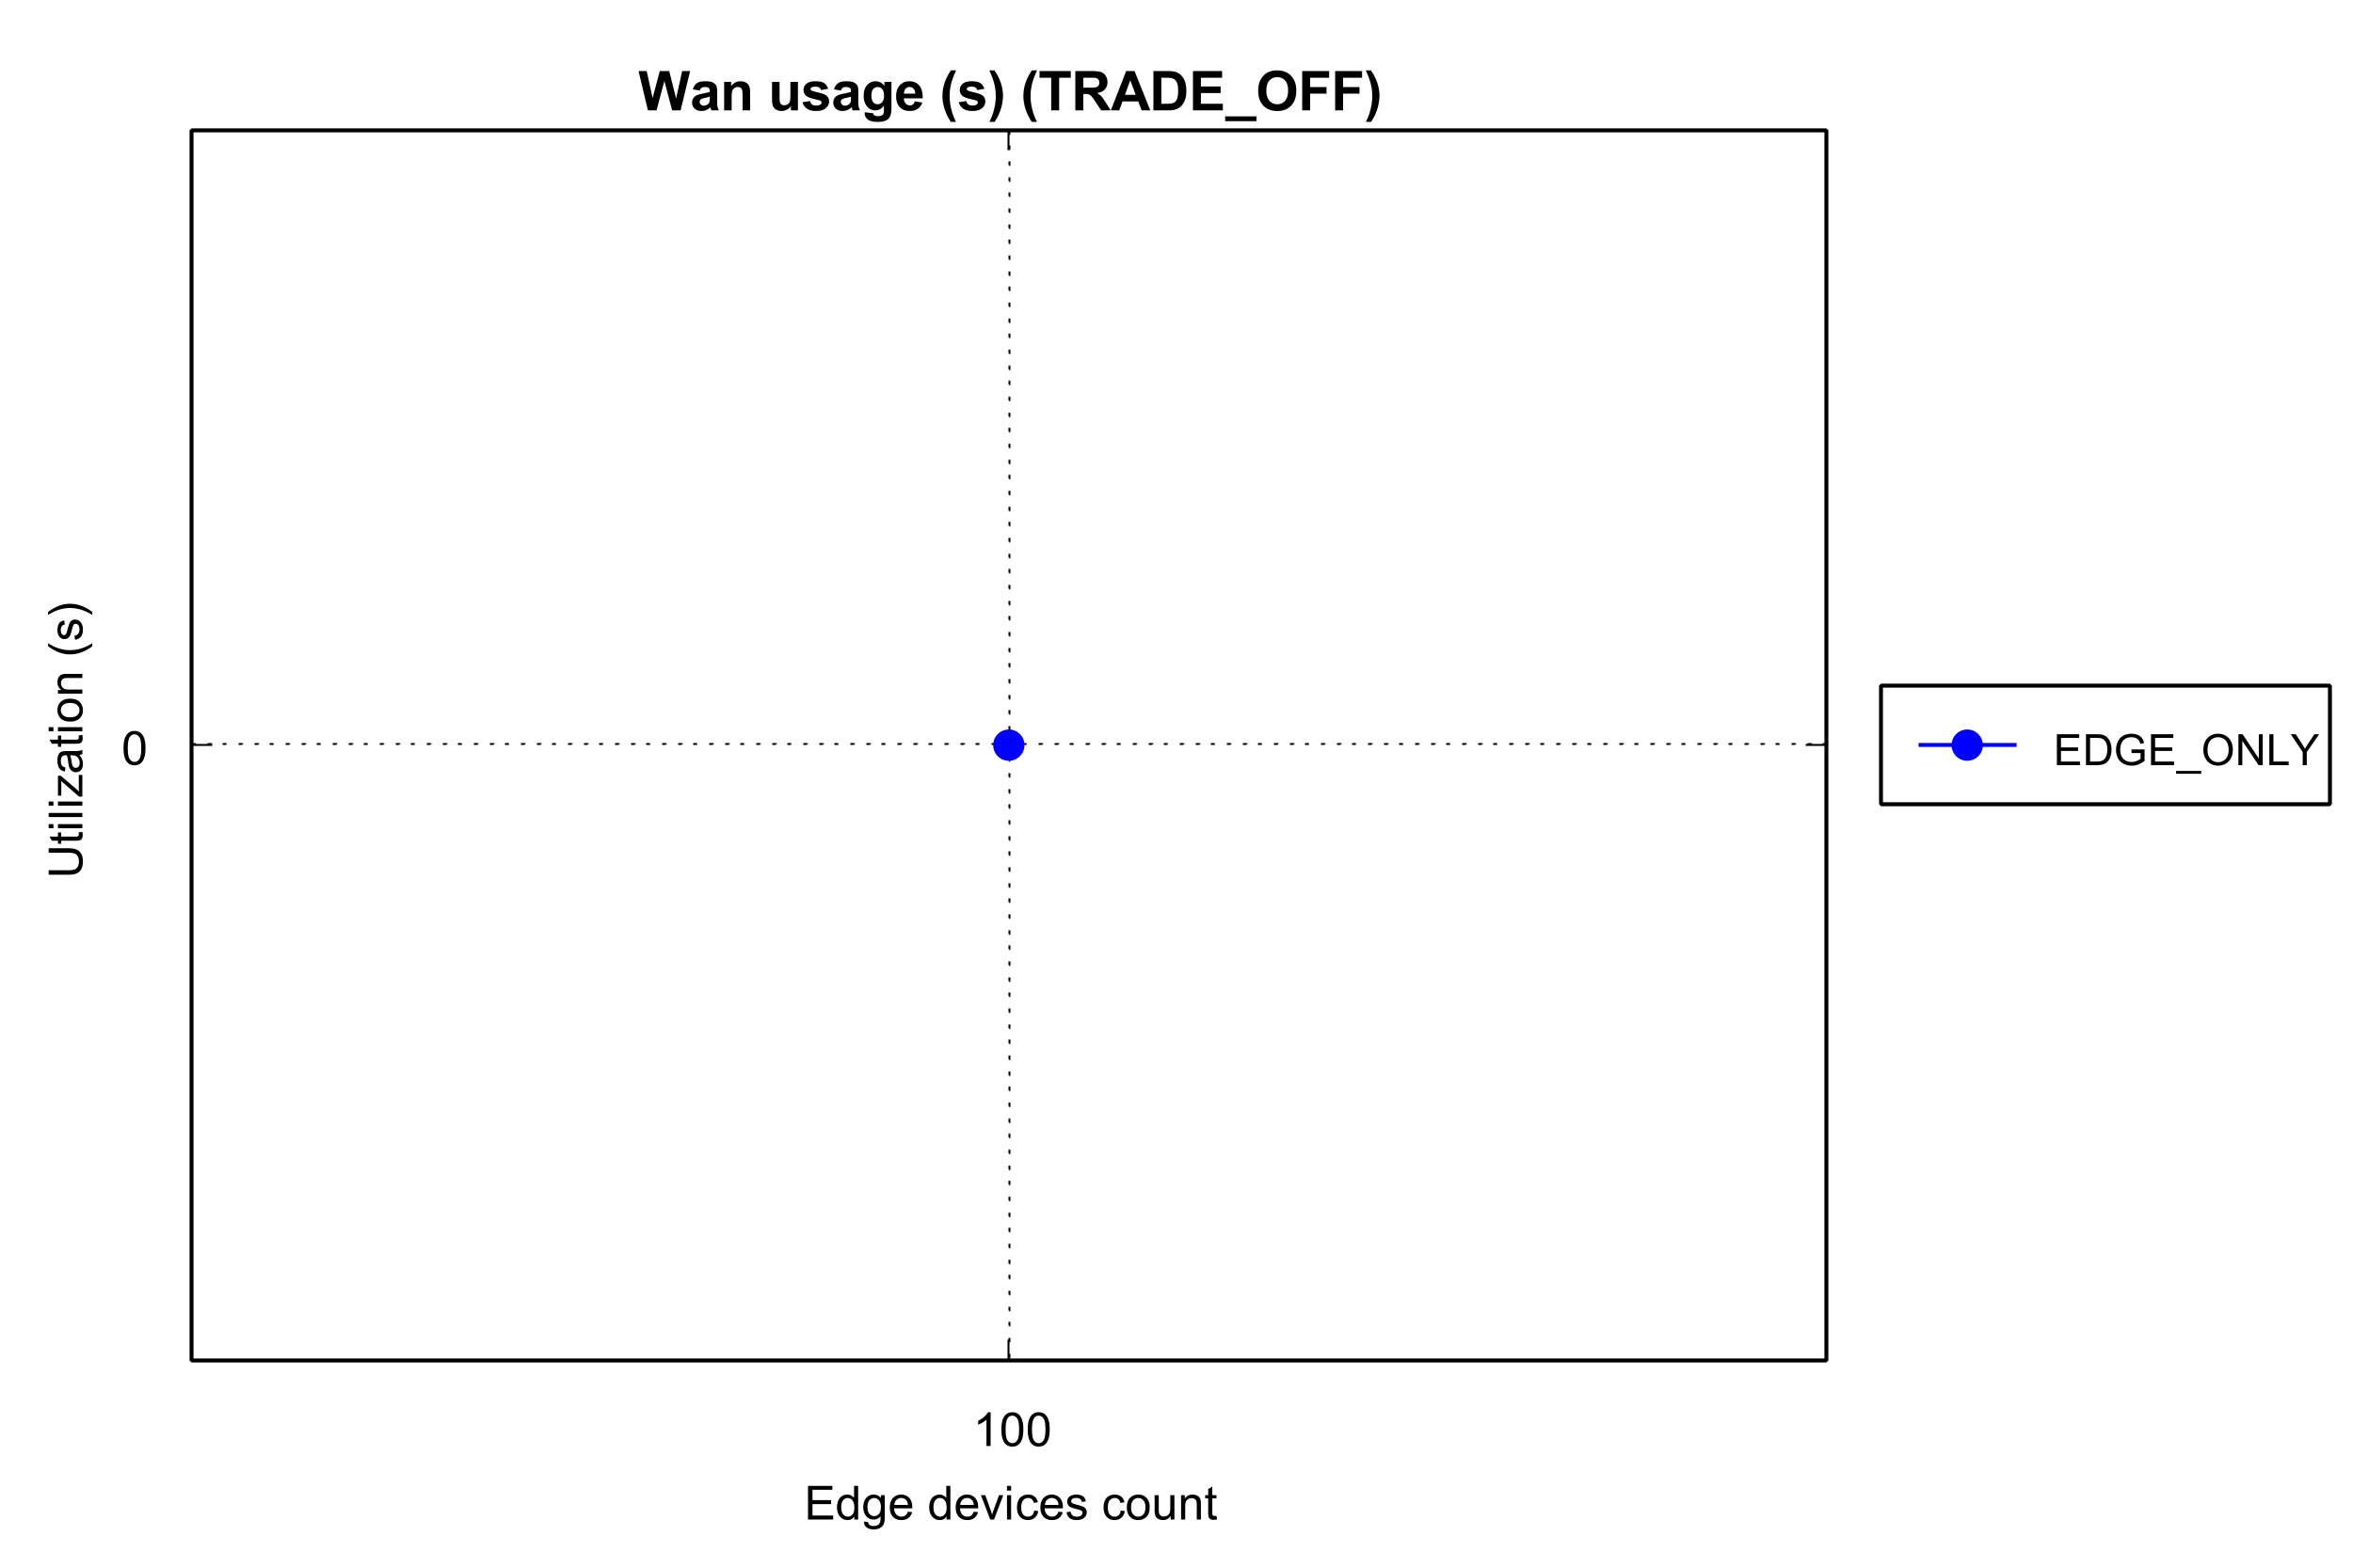 Wan usage (s) (TRADE_OFF)
Utilization (s)
0
EDGE_ONLY
100
Edge devices count